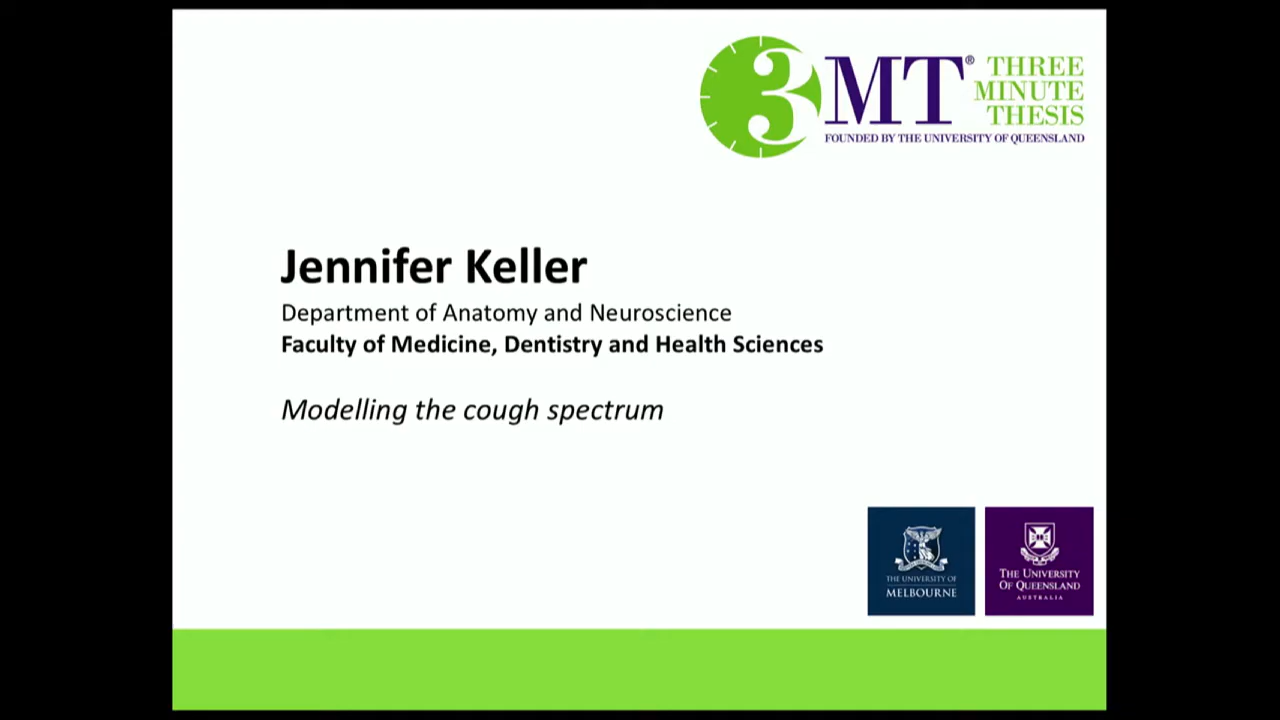 3MT® THREE
MINUTE
THESIS
FOUNDED BY THE UNIVERSITY OF QUEENSLAND
Jennifer Keller
Department of Anatomy and Neuroscience
Faculty of Medicine, Dentistry and Health Sciences
Modelling the cough spectrum
THE UNIVERSITY OF
MELBOURNE
THE UNIVERSITY
OF QUEENSLAND
AUSTRALIA